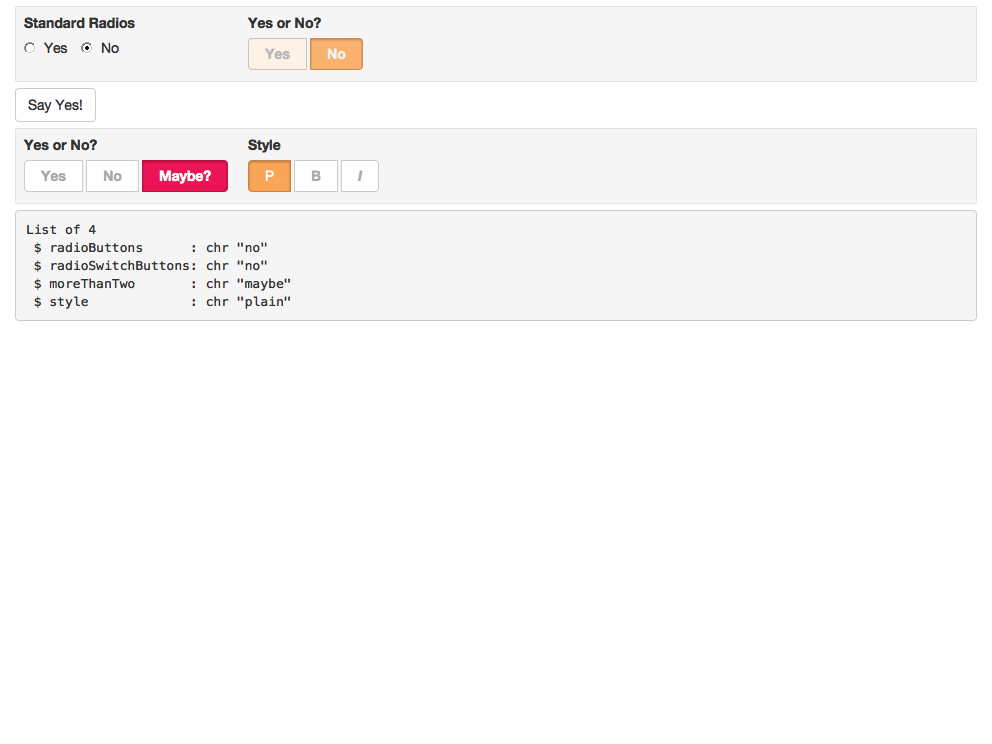 Standard Radios
Yes No
Yes or No?
Yes No
Say Yes!
Yes or No?
Yes No Maybe?
Style
P B I
List of 4
 $ radioButtons      : chr "no"
 $ radioSwitchButtons: chr "no"
 $ moreThanTwo       : chr "maybe"
 $ style             : chr "plain"